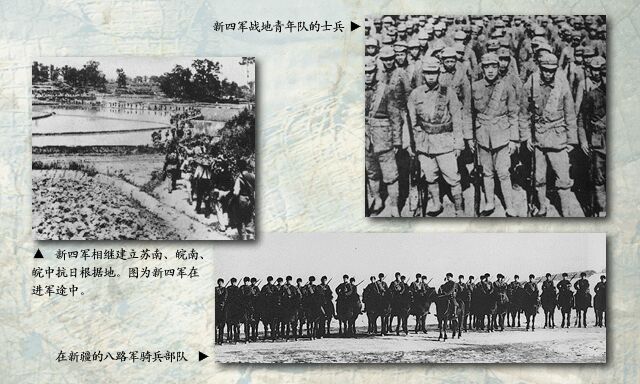 新四军战地青年队的士兵 ▶
▲ 新四军相继建立苏南、皖南、
皖中抗日根据地。图为新四军在
进军途中。
在新疆的八路军骑兵部队 ▶